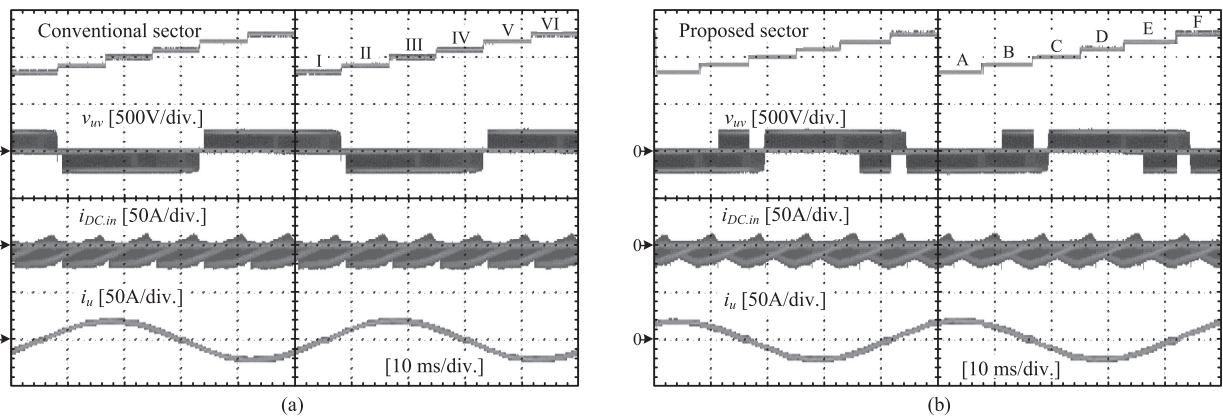 Conventional sector
I II III IV V VI
v_uv [500V/div.]
i_DC.in [50A/div.]
i_u [50A/div.]
[10 ms/div.]
(a)
Proposed sector
A B C D E F
v_uv [500V/div.]
0
i_DC.in [50A/div.]
0
i_u [50A/div.]
0
[10 ms/div.]
(b)